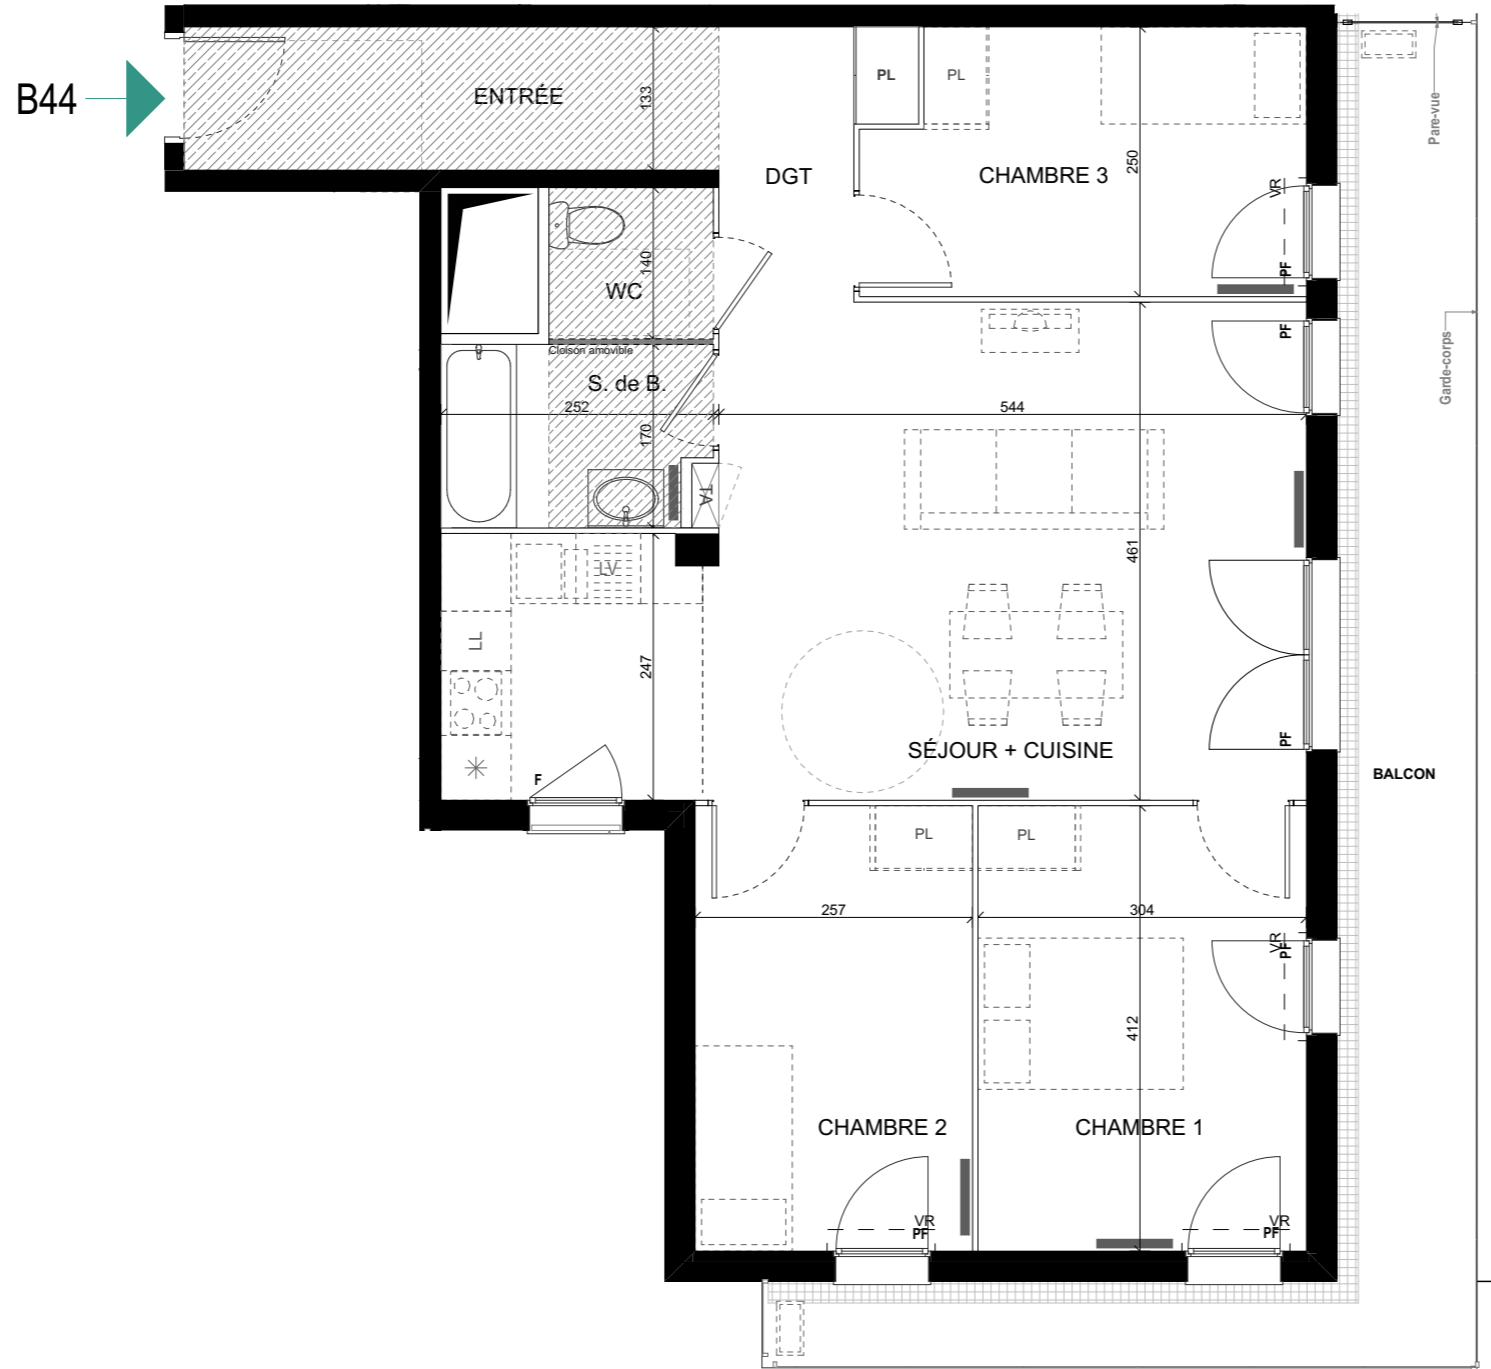 B44
ENTRÉE
133
PL
PL
DGT
CHAMBRE 3
250
VR
PF
Pare-vue
140
WC
Cloison amovible
S. de B.
252
170
TA
544
PF
Garde-corps
461
LV
LL
247
F
SÉJOUR + CUISINE
PF
BALCON
PL
PL
257
304
VR
PF
412
CHAMBRE 2
CHAMBRE 1
VR
PF
VR
PF